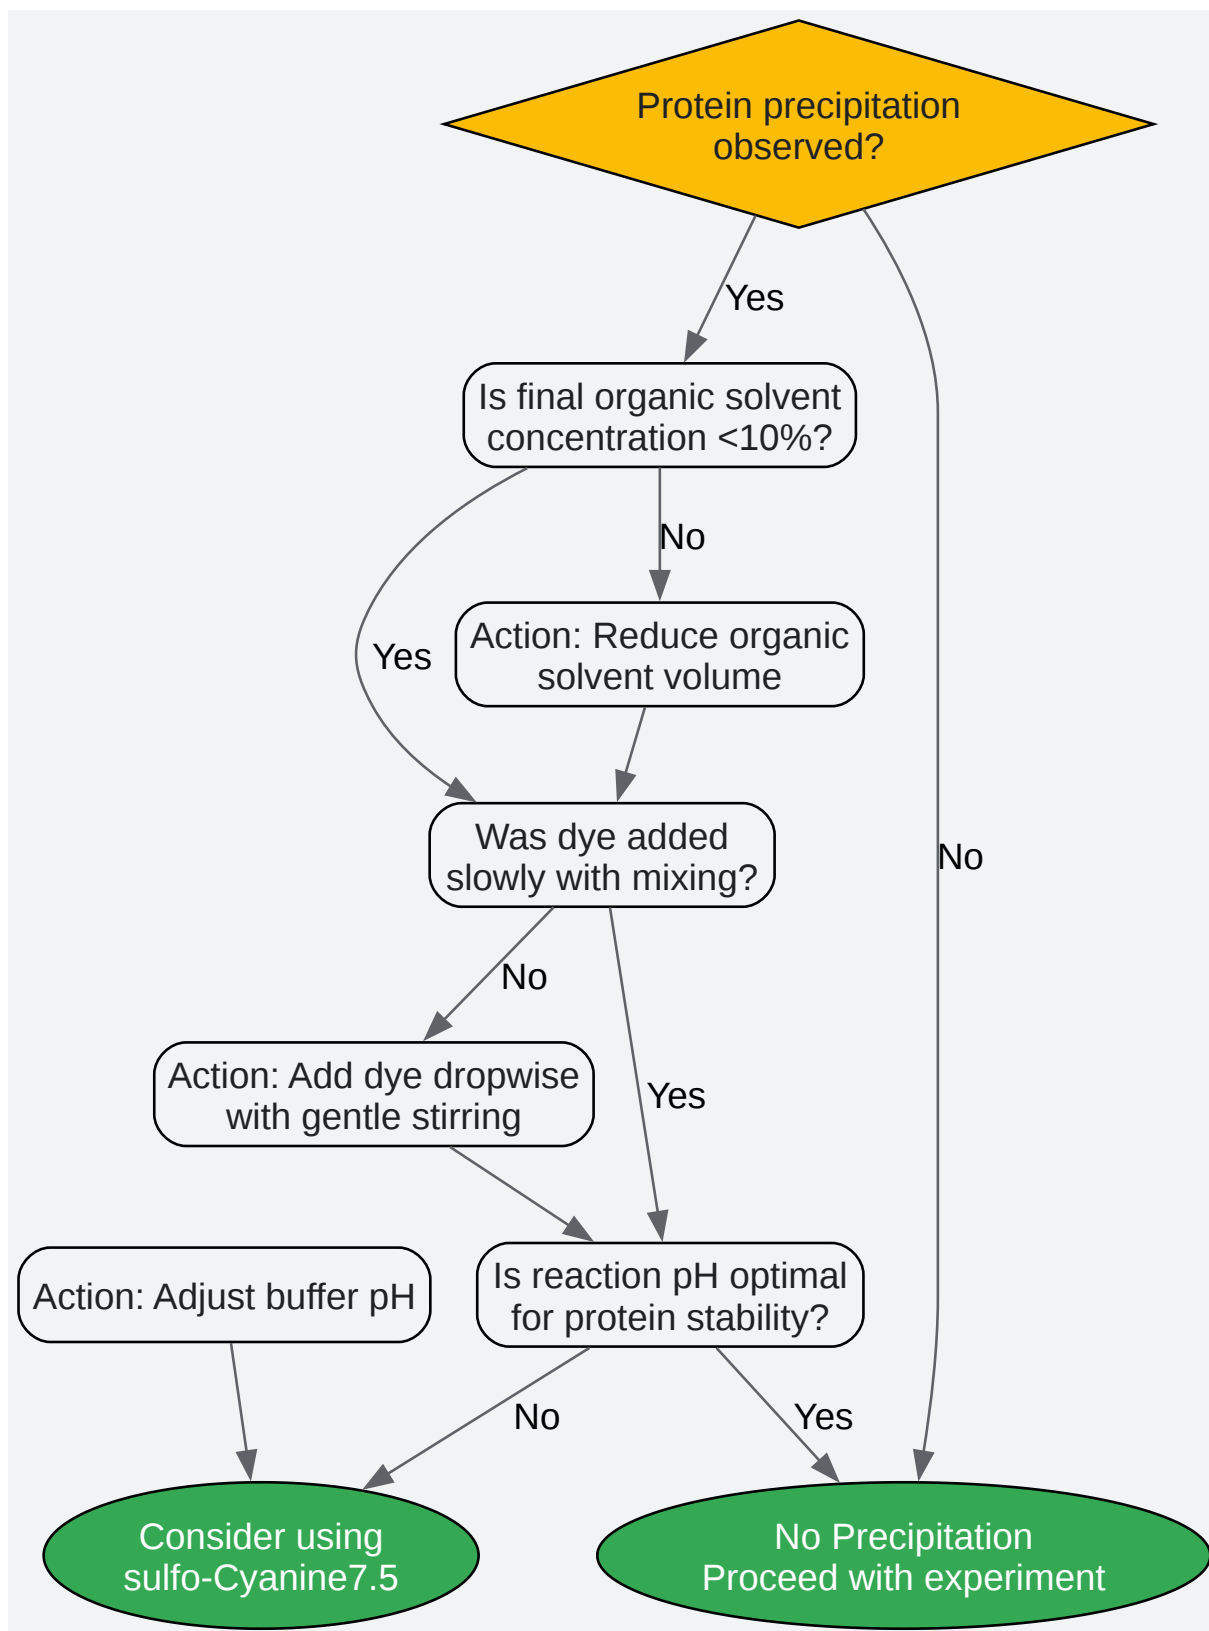 Protein precipitation
observed?
Yes
Is final organic solvent
concentration <10%?
No
Action: Reduce organic
solvent volume
Yes
Was dye added
slowly with mixing?
No
No
Action: Add dye dropwise
with gentle stirring
Yes
Action: Adjust buffer pH
Is reaction pH optimal
for protein stability?
No
Yes
Consider using
sulfo-Cyanine7.5
No Precipitation
Proceed with experiment